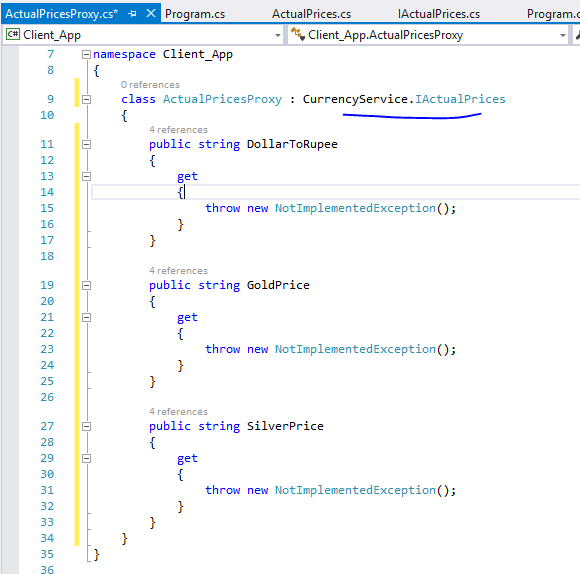 ActualPricesProxy.cs* Program.cs ActualPrices.cs IActualPrices.cs Program.c
C# Client_App Client_App.ActualPricesProxy
7 namespace Client_App
8 {
0 references
9 class ActualPricesProxy : CurrencyService.IActualPrices
10 {
4 references
11 public string DollarToRupee
12 {
13 get
14 {
15 throw new NotImplementedException();
16 }
17 }
18
4 references
19 public string GoldPrice
20 {
21 get
22 {
23 throw new NotImplementedException();
24 }
25 }
26
4 references
27 public string SilverPrice
28 {
29 get
30 {
31 throw new NotImplementedException();
32 }
33 }
34 }
35 }
36